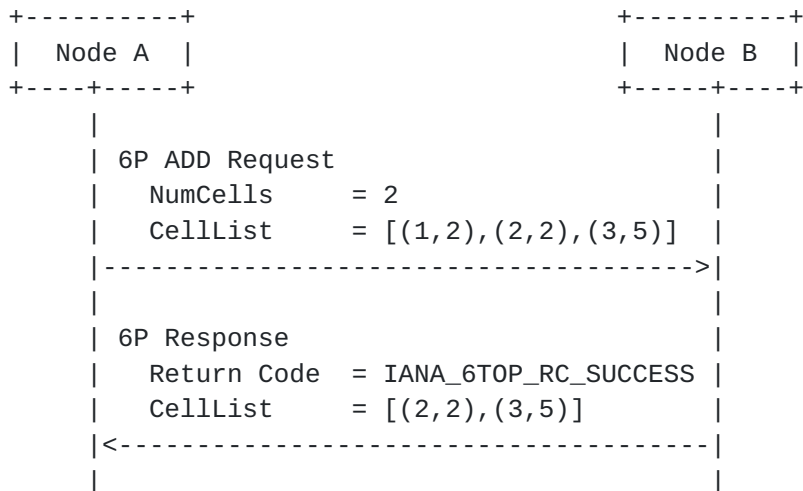 +----------+                           +----------+
|  Node A  |                           |  Node B  |
+----+-----+                           +-----+----+
     |                                       |
     | 6P ADD Request                        |
     |   NumCells     = 2                    |
     |   CellList     = [(1,2),(2,2),(3,5)]  |
     |-------------------------------------->|
     |                                       |
     | 6P Response                           |
     |   Return Code  = IANA_6TOP_RC_SUCCESS |
     |   CellList     = [(2,2),(3,5)]        |
     |<--------------------------------------|
     |                                       |